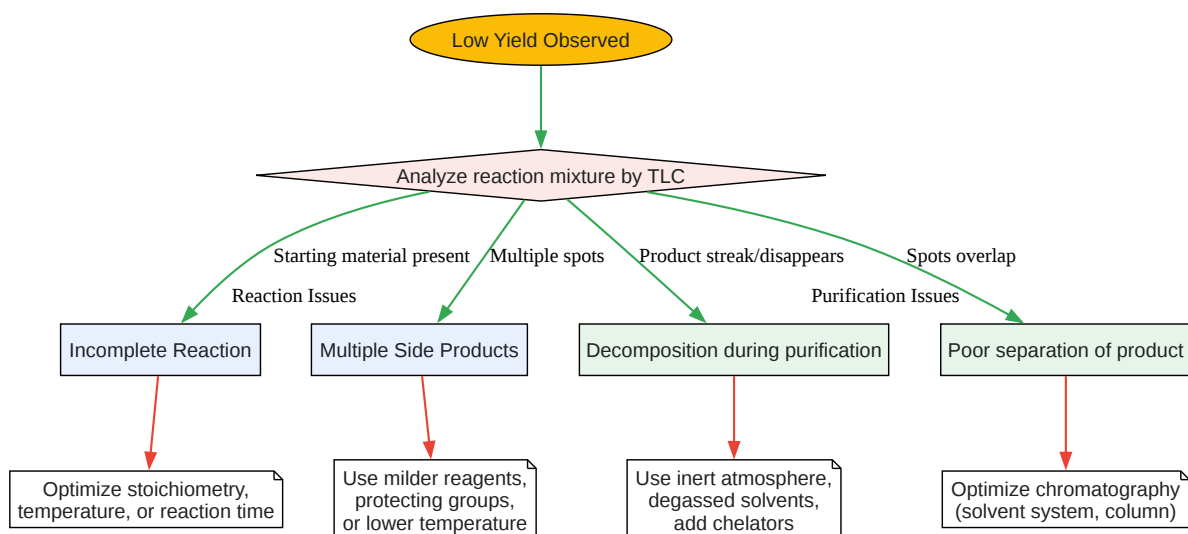 Low Yield Observed
Analyze reaction mixture by TLC
Starting material present
Multiple spots
Product streak/disappears
Spots overlap
Reaction Issues
Purification Issues
Incomplete Reaction
Multiple Side Products
Decomposition during purification
Poor separation of product
Optimize stoichiometry,
temperature, or reaction time
Use milder reagents,
protecting groups,
or lower temperature
Use inert atmosphere,
degassed solvents,
add chelators
Optimize chromatography
(solvent system, column)